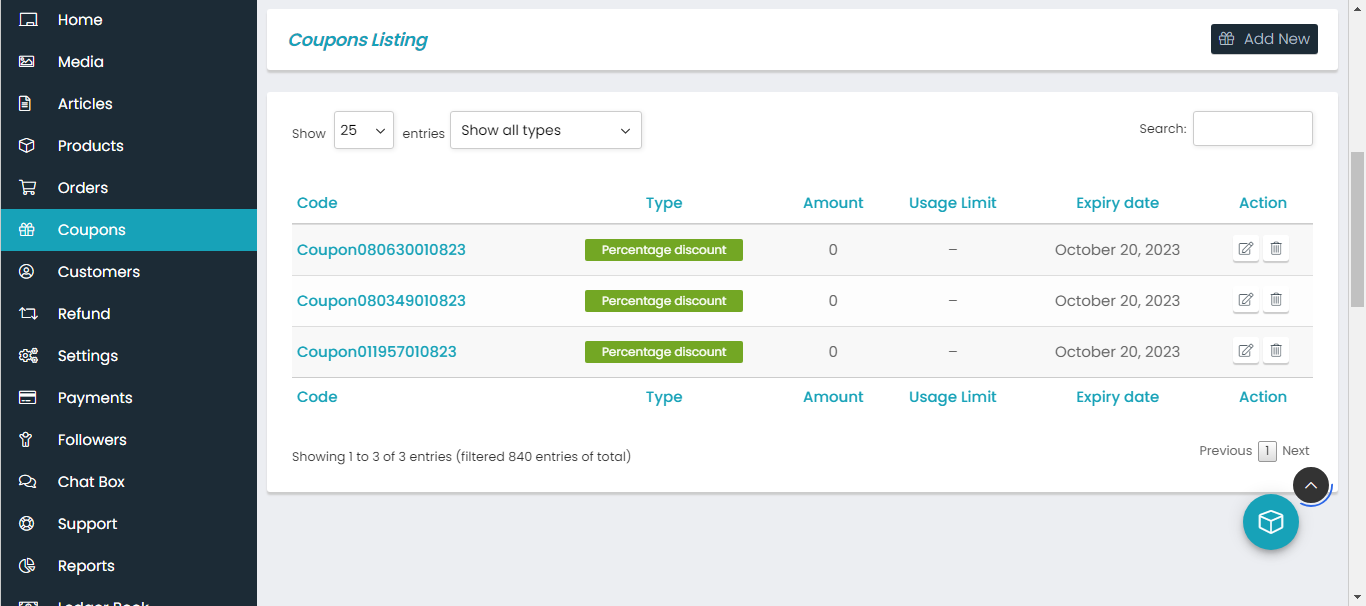 Home
Media
Articles
Products
Orders
Coupons
Customers
Refund
Settings
Payments
Followers
Chat Box
Support
Reports
Ledger Book
Coupons Listing
Add New
Show 25 entries Show all types Search:
Code Type Amount Usage Limit Expiry date Action
Coupon080630010823 Percentage discount 0 – October 20, 2023
Coupon080349010823 Percentage discount 0 – October 20, 2023
Coupon011957010823 Percentage discount 0 – October 20, 2023
Code Type Amount Usage Limit Expiry date Action
Showing 1 to 3 of 3 entries (filtered 840 entries of total) Previous 1 Next